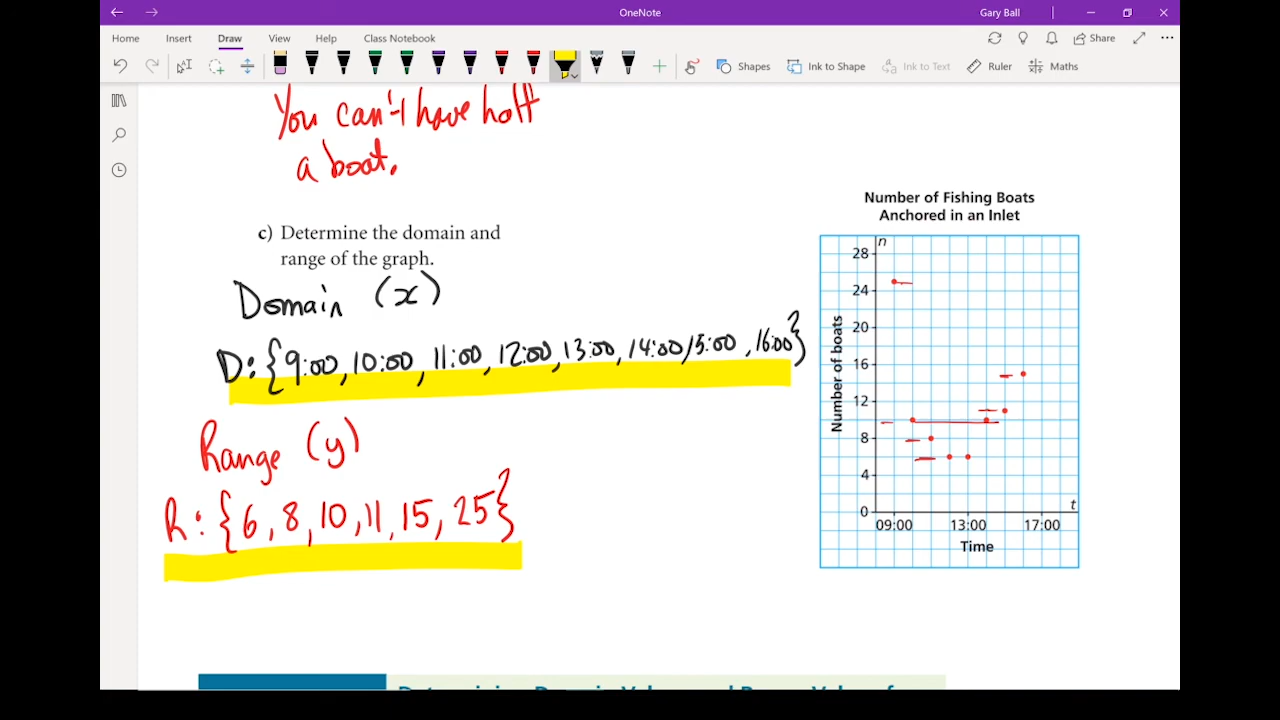 OneNote
Gary Ball
Home Insert Draw View Help Class Notebook
Share
Shapes Ink to Shape Ink to Text Ruler Maths
You can't have half
a boat.
c) Determine the domain and
range of the graph.
Domain (x)
D: {9:00, 10:00, 11:00, 12:00, 13:00, 14:00, 15:00, 16:00}
Range (y)
R: {6, 8, 10, 11, 15, 25}
Number of Fishing Boats
Anchored in an Inlet
n
28
24
20
16
12
8
4
0
Number of boats
t
09:00 13:00 17:00
Time